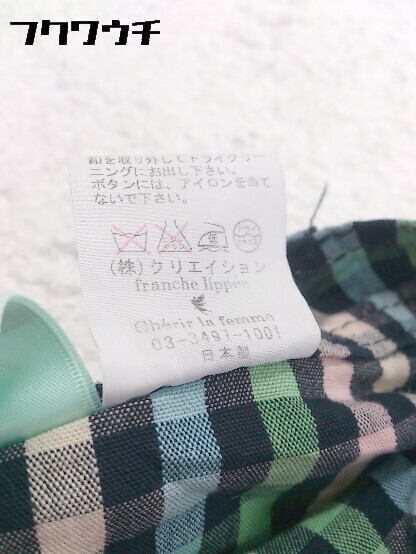 フクワウチ
鎖を取り外してドライクリー
ニングにお出し下さい。
ボタンには、アイロンを当て
ないで下さい。
(株)クリエイション
franche lippée
Chérir la femme
03-3491-1001
日本製